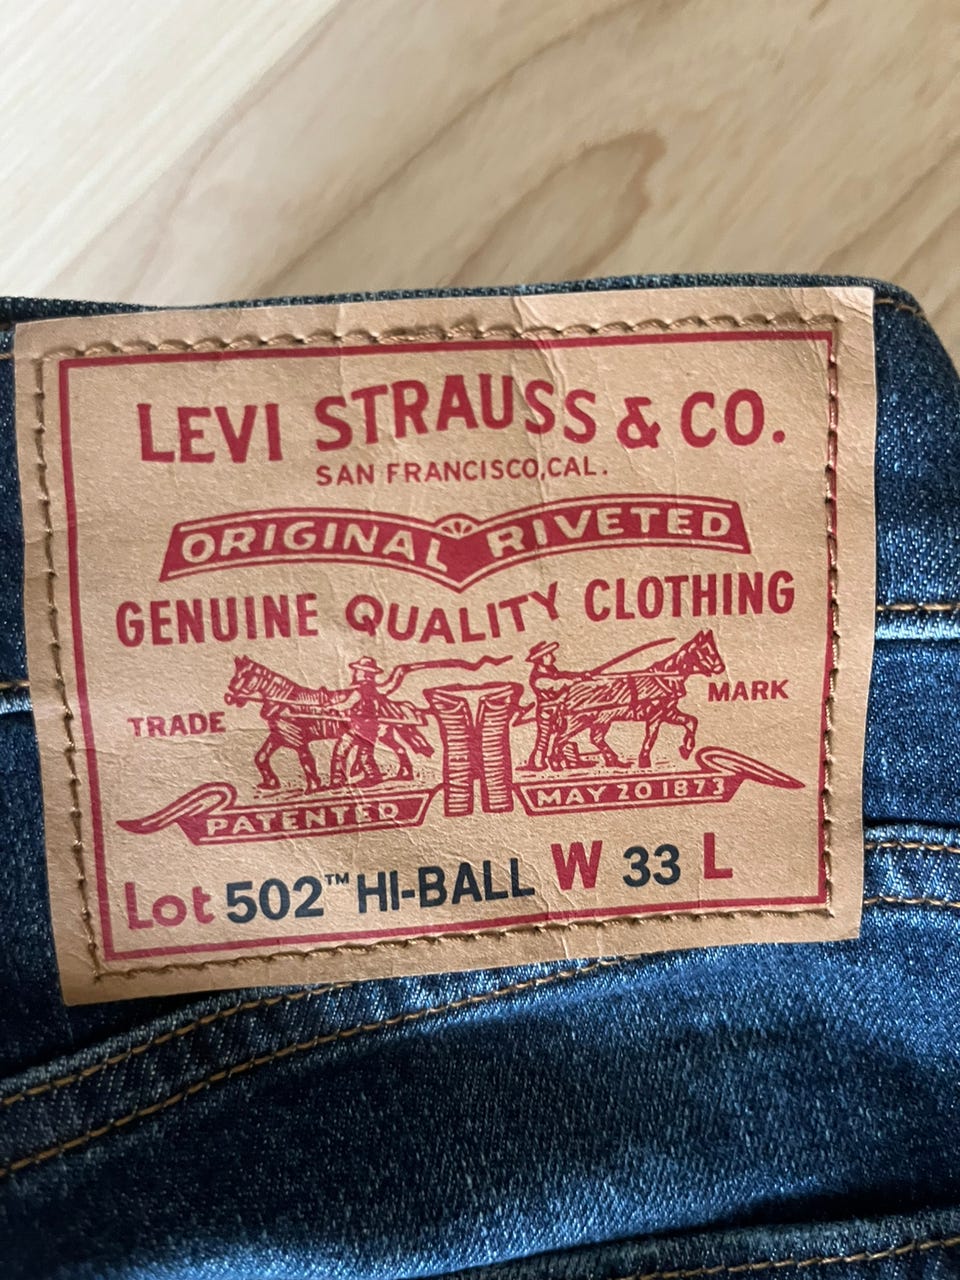 LEVI STRAUSS & CO.
SAN FRANCISCO, CAL.
ORIGINAL RIVETED
GENUINE QUALITY CLOTHING
TRADE MARK
PATENTED MAY 20 1873
Lot 502™ HI-BALL W 33 L